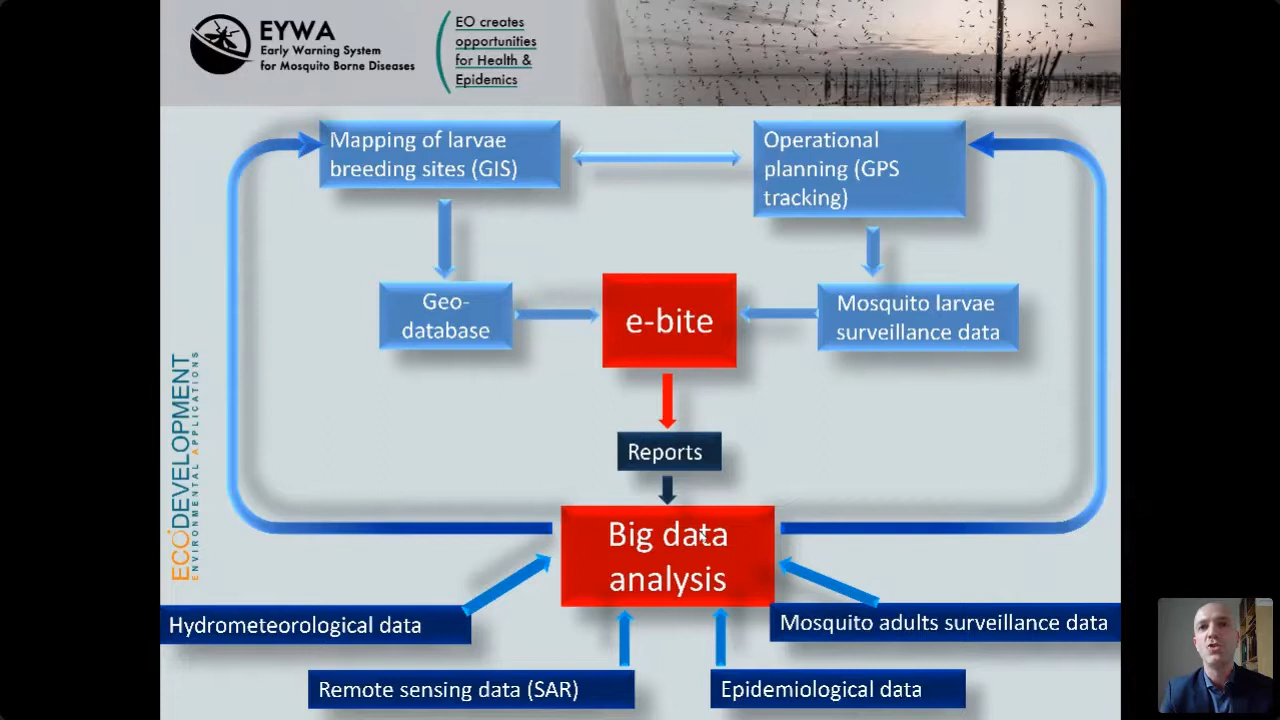 EYWA
Early Warning System
for Mosquito Borne Diseases
EO creates
opportunities
for Health &
Epidemics
Mapping of larvae
breeding sites (GIS)
Operational
planning (GPS
tracking)
Geo-
database
e-bite
Mosquito larvae
surveillance data
Reports
Big data
analysis
Hydrometeorological data
Mosquito adults surveillance data
Remote sensing data (SAR)
Epidemiological data
ECODEVELOPMENT
ENVIRONMENTAL APPLICATIONS